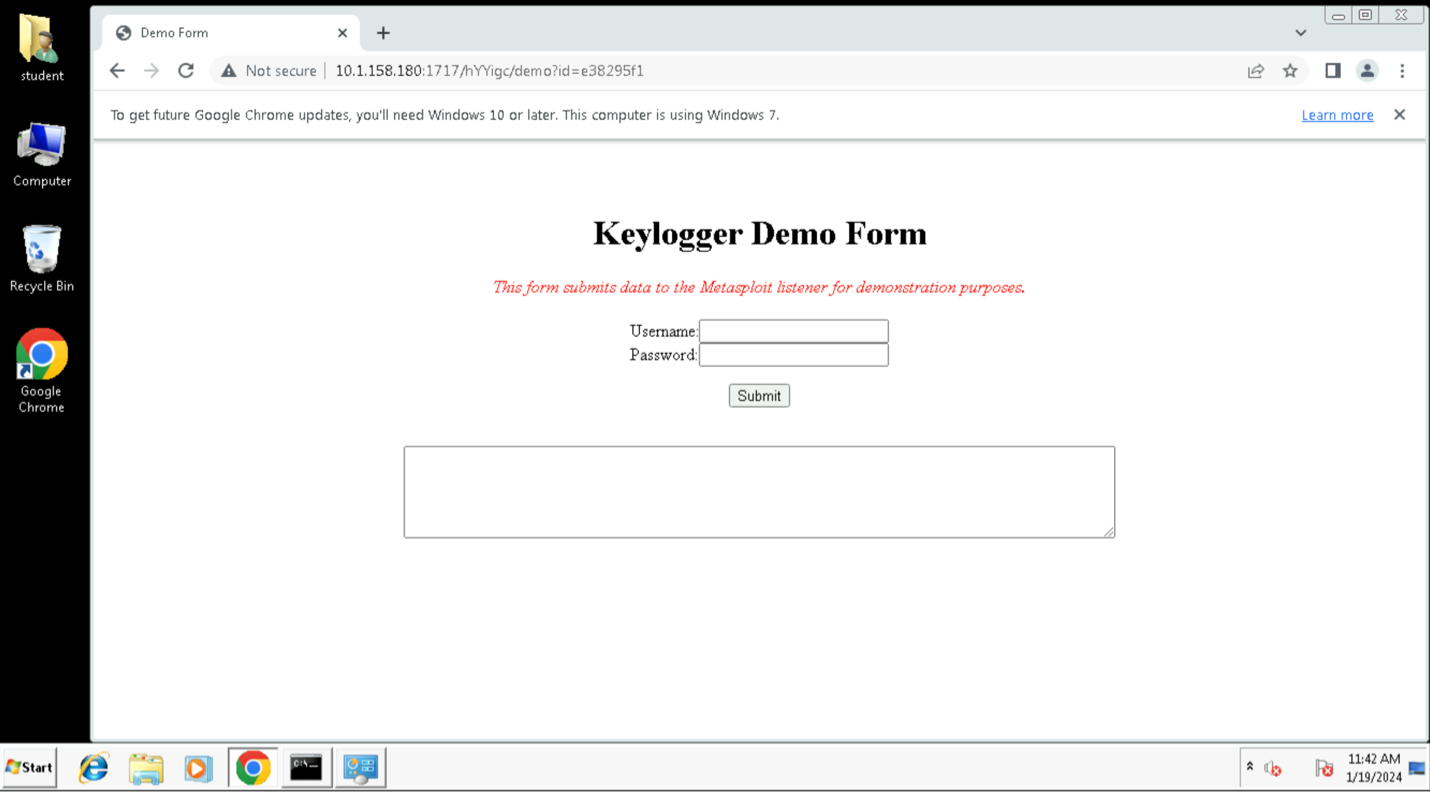 student
Computer
Recycle Bin
Google
Chrome
Demo Form
Not secure
10.1.158.180:1717/hYYigc/demo?id=e38295f1
To get future Google Chrome updates, you'll need Windows 10 or later. This computer is using Windows 7.
Learn more
Keylogger Demo Form
This form submits data to the Metasploit listener for demonstration purposes.
Username:
Password:
Submit
Start
C:\_
11:42 AM
1/19/2024